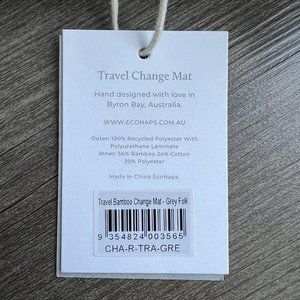 Travel Change Mat
Hand designed with love in
Byron Bay, Australia.
WWW.ECONAPS.COM.AU
Outer: 100% Recycled Polyester With
Polyurethane Laminate
Inner: 56% Bamboo 24% Cotton
20% Polyester
Made in China EcoNaps.
Travel Bamboo Change Mat - Grey Folk
9 354824 003565
CHA-R-TRA-GRE